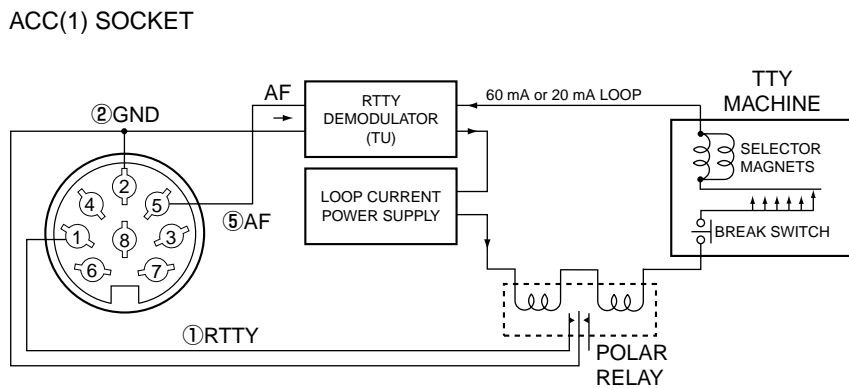 ACC(1) SOCKET
②GND
AF
RTTY
DEMODULATOR
(TU)
60 mA or 20 mA LOOP
TTY
MACHINE
SELECTOR
MAGNETS
LOOP CURRENT
POWER SUPPLY
BREAK SWITCH
2
4
5
⑤AF
1
8
3
6
7
①RTTY
POLAR
RELAY